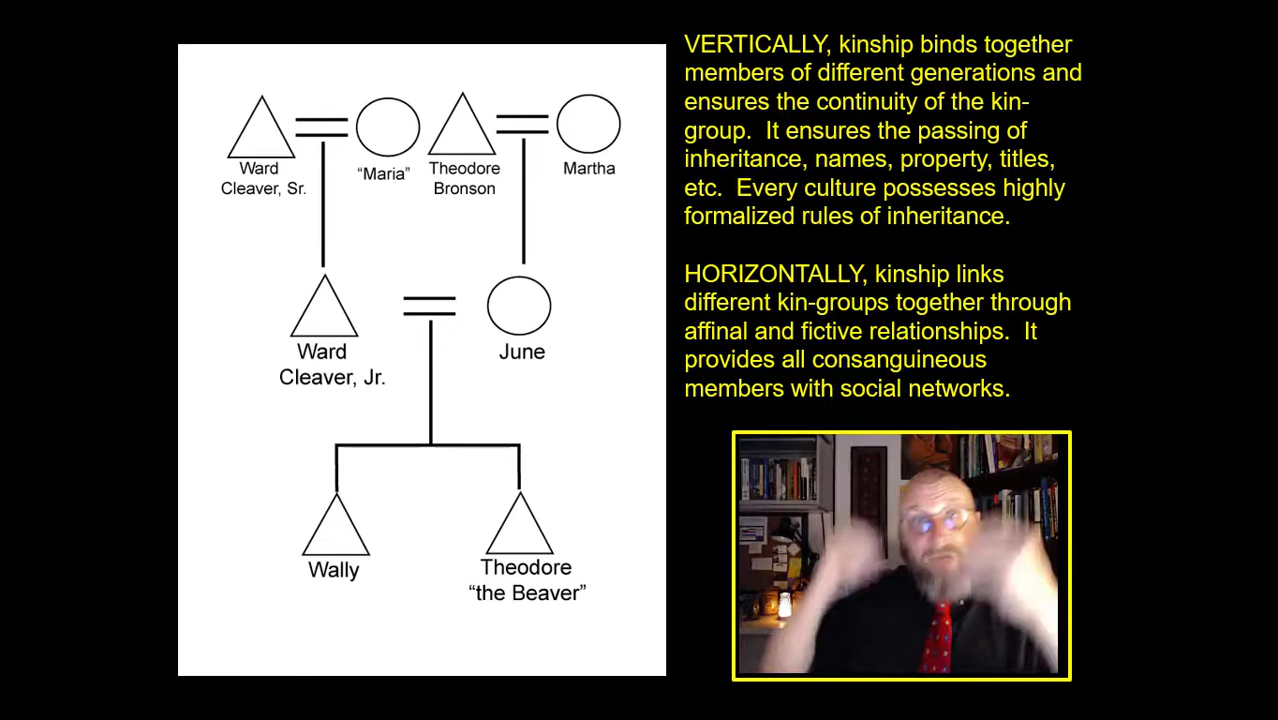 Ward
Cleaver, Sr.
“Maria”
Theodore
Bronson
Martha
Ward
Cleaver, Jr.
June
Wally
Theodore
“the Beaver”
VERTICALLY, kinship binds together
members of different generations and
ensures the continuity of the kin-
group.  It ensures the passing of
inheritance, names, property, titles,
etc.  Every culture possesses highly
formalized rules of inheritance.
HORIZONTALLY, kinship links
different kin-groups together through
affinal and fictive relationships.  It
provides all consanguineous
members with social networks.